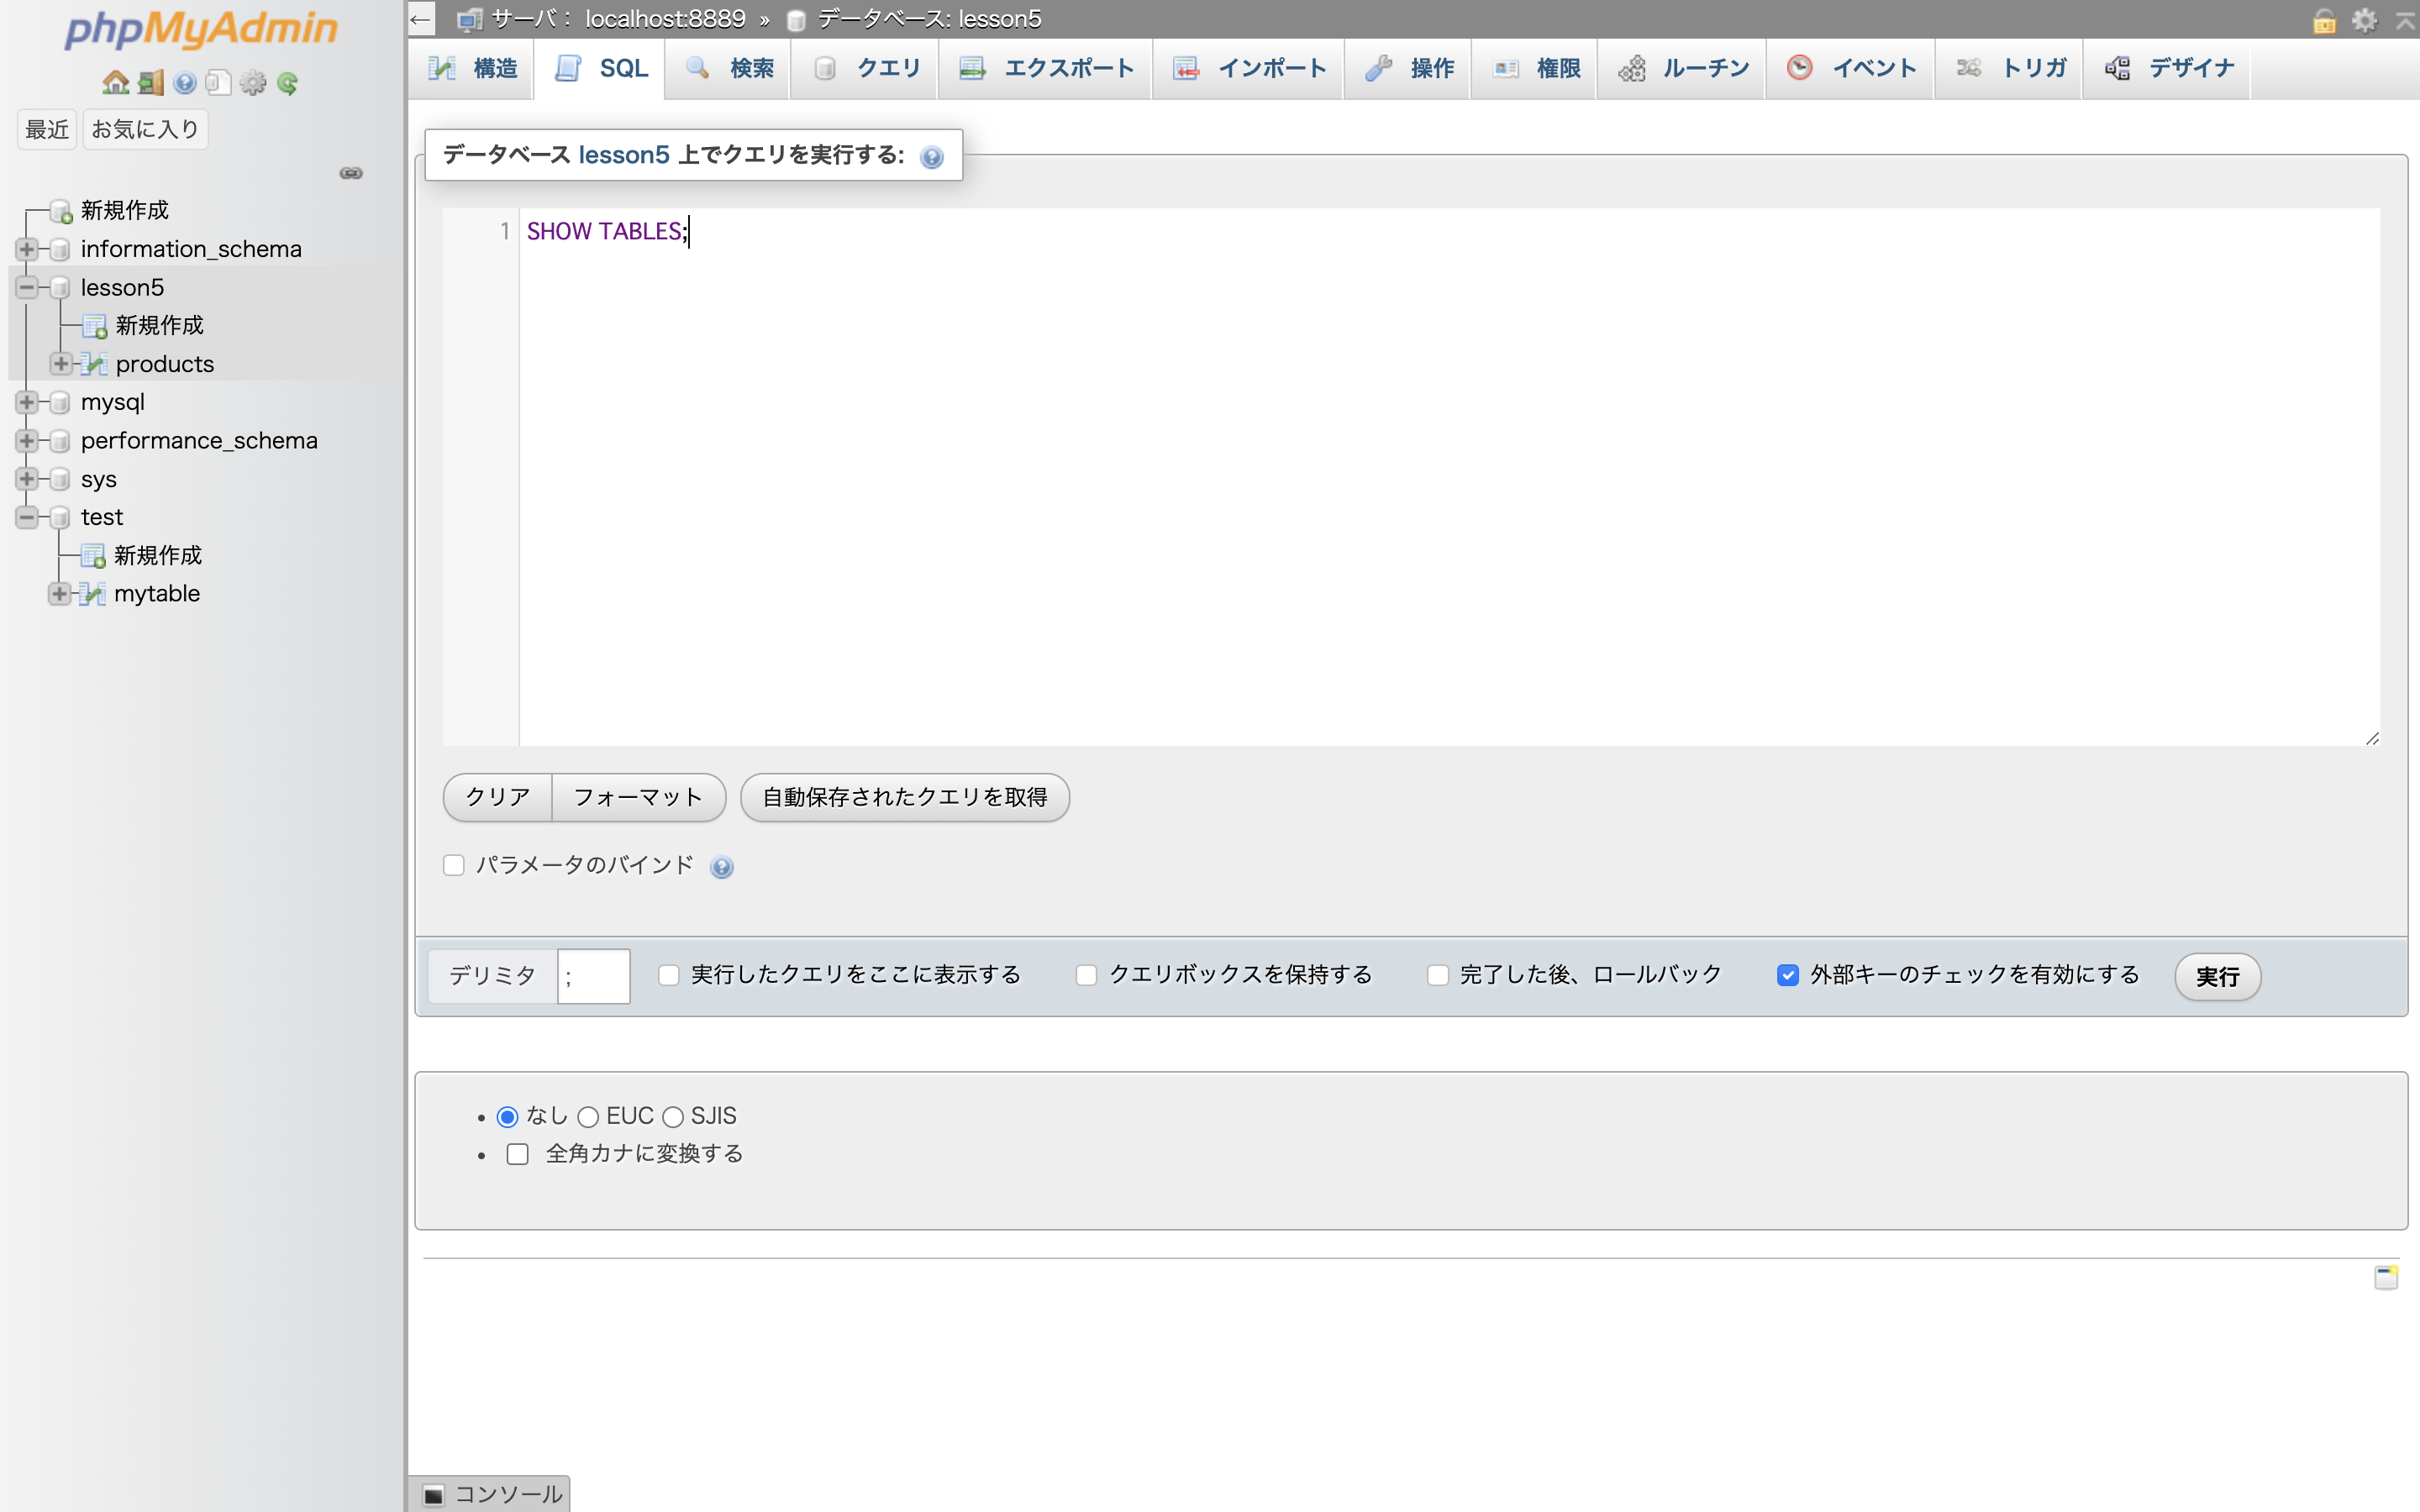 phpMyAdmin
最近 お気に入り
新規作成
information_schema
lesson5
新規作成
products
mysql
performance_schema
sys
test
新規作成
mytable
サーバ： localhost:8889 » データベース: lesson5
構造 SQL 検索 クエリ エクスポート インポート 操作 権限 ルーチン イベント トリガ デザイナ
データベース lesson5 上でクエリを実行する:
1 SHOW TABLES;
クリア フォーマット 自動保存されたクエリを取得
パラメータのバインド
デリミタ ; 実行したクエリをここに表示する クエリボックスを保持する 完了した後、ロールバック 外部キーのチェックを有効にする 実行
• なし EUC SJIS
• 全角カナに変換する
コンソール